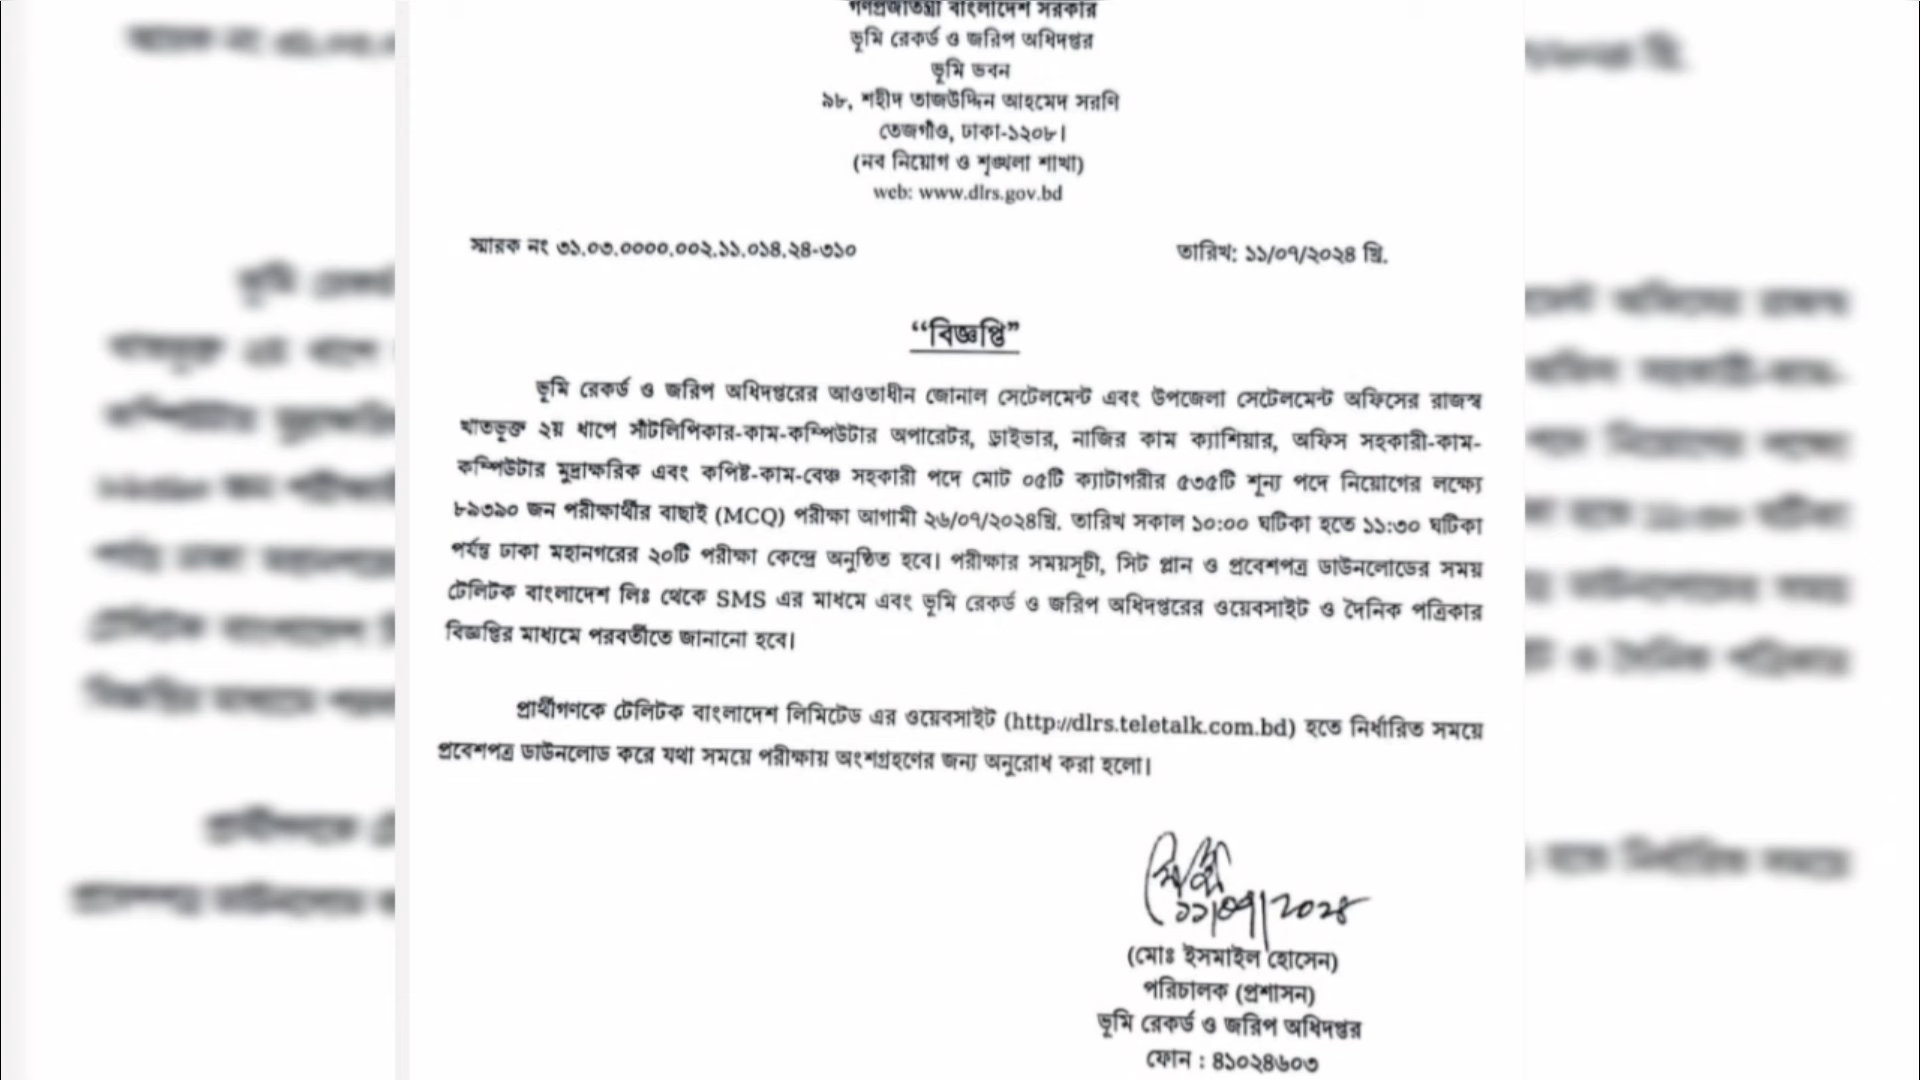 গণপ্রজাতন্ত্রী বাংলাদেশ সরকার
ভূমি রেকর্ড ও জরিপ অধিদপ্তর
ভূমি ভবন
৯৮, শহীদ তাজউদ্দিন আহমেদ সরণি
তেজগাঁও, ঢাকা-১২০৮।
(নব নিয়োগ ও শৃঙ্খলা শাখা)
web: www.dlrs.gov.bd
স্মারক নং ৩১.০৩.০০০০.০০২.১১.০১৪.২৪-৩১০
তারিখ: ১১/০৭/২০২৪ খ্রি.
“বিজ্ঞপ্তি”
ভূমি রেকর্ড ও জরিপ অধিদপ্তরের আওতাধীন জোনাল সেটেলমেন্ট এবং উপজেলা সেটেলমেন্ট অফিসের রাজস্ব
খাতভূক্ত ২য় ধাপে সাঁটলিপিকার-কাম-কম্পিউটার অপারেটর, ড্রাইভার, নাজির কাম ক্যাশিয়ার, অফিস সহকারী-কাম-
কম্পিউটার মুদ্রাক্ষরিক এবং কপিষ্ট-কাম-বেঞ্চ সহকারী পদে মোট ০৫টি ক্যাটাগরীর ৫৩৫টি শূন্য পদে নিয়োগের লক্ষ্যে
৮৯৩৯০ জন পরীক্ষার্থীর বাছাই (MCQ) পরীক্ষা আগামী ২৬/০৭/২০২৪খ্রি. তারিখ সকাল ১০:০০ ঘটিকা হতে ১১:৩০ ঘটিকা
পর্যন্ত ঢাকা মহানগরের ২০টি পরীক্ষা কেন্দ্রে অনুষ্ঠিত হবে। পরীক্ষার সময়সূচী, সিট প্লান ও প্রবেশপত্র ডাউনলোডের সময়
টেলিটক বাংলাদেশ লিঃ থেকে SMS এর মাধমে এবং ভূমি রেকর্ড ও জরিপ অধিদপ্তরের ওয়েবসাইট ও দৈনিক পত্রিকার
বিজ্ঞপ্তির মাধ্যমে পরবর্তীতে জানানো হবে।
প্রার্থীগণকে টেলিটক বাংলাদেশ লিমিটেড এর ওয়েবসাইট (http://dlrs.teletalk.com.bd) হতে নির্ধারিত সময়ে
প্রবেশপত্র ডাউনলোড করে যথা সময়ে পরীক্ষায় অংশগ্রহণের জন্য অনুরোধ করা হলো।
১১/০৭/২০২৪
(মোঃ ইসমাইল হোসেন)
পরিচালক (প্রশাসন)
ভূমি রেকর্ড ও জরিপ অধিদপ্তর
ফোন : ৪১০২৪৬০৩